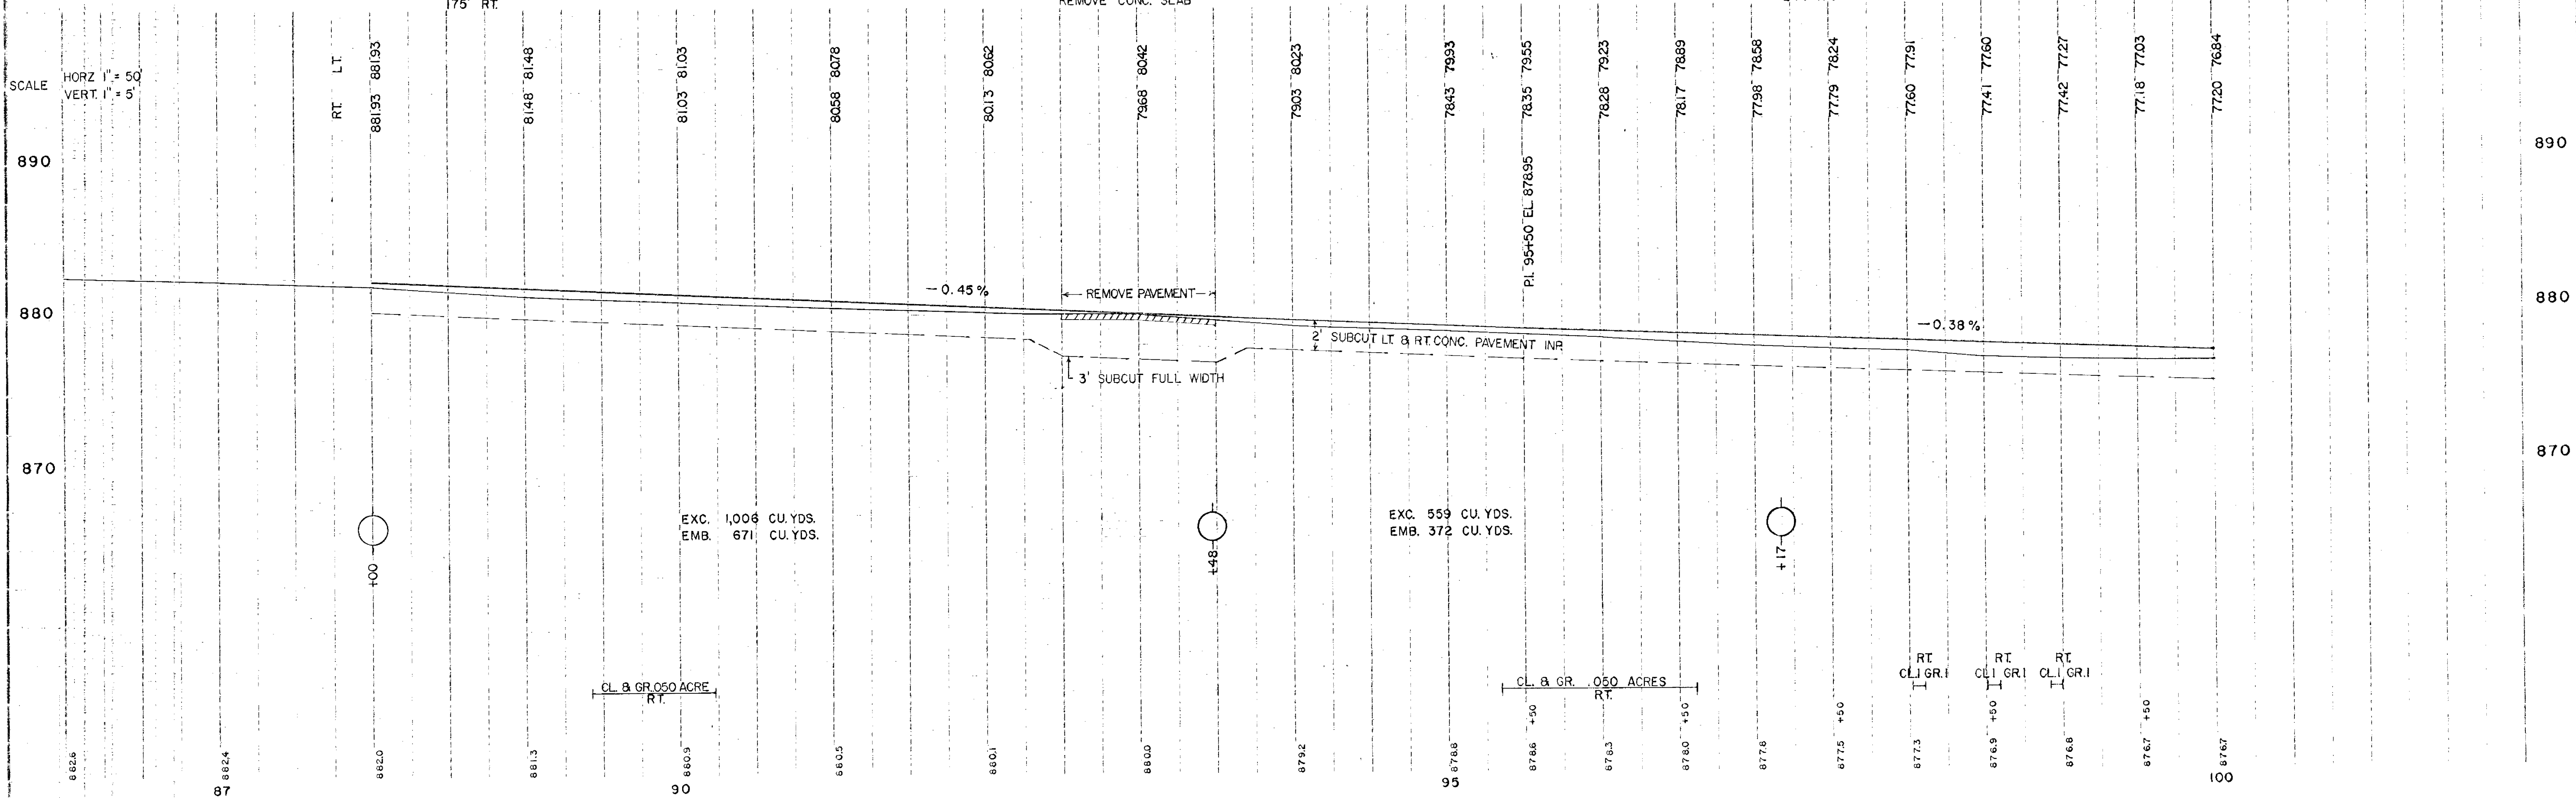 175' RT.
REMOVE CONC. SLAB
SCALE
HORZ 1" = 50'
VERT. 1" = 5'
RT. LT.
881.93 881.93
81.48 81.48
81.03 81.03
80.58 80.78
80.13 80.62
79.68 80.42
79.03 80.23
78.43 79.93
78.35 79.55
78.28 79.23
78.17 78.89
77.98 78.58
77.79 78.24
77.60 77.91
77.41 77.60
77.42 77.27
77.18 77.03
77.20 76.84
P.I. 95+50 EL. 878.95
890
890
880
880
870
870
-0.45%
REMOVE PAVEMENT
-0.38%
2' SUBCUT LT. & RT. CONC. PAVEMENT INP.
3' SUBCUT FULL WIDTH
EXC. 1,006 CU. YDS.
EMB. 671 CU. YDS.
EXC. 559 CU. YDS.
EMB. 372 CU. YDS.
+00
+48
+17
CL. & GR. .050 ACRE
RT.
CL. & GR. .050 ACRES
RT.
RT.
CL.1 GR.1
RT.
CL.1 GR.1
RT.
CL.1 GR.1
+50
+50
+50
+50
+50
882.6
882.4
882.0
881.3
880.9
880.5
880.1
880.0
879.2
878.8
878.6
878.3
878.0
877.8
877.5
877.3
876.9
876.8
876.7
876.7
87
90
95
100